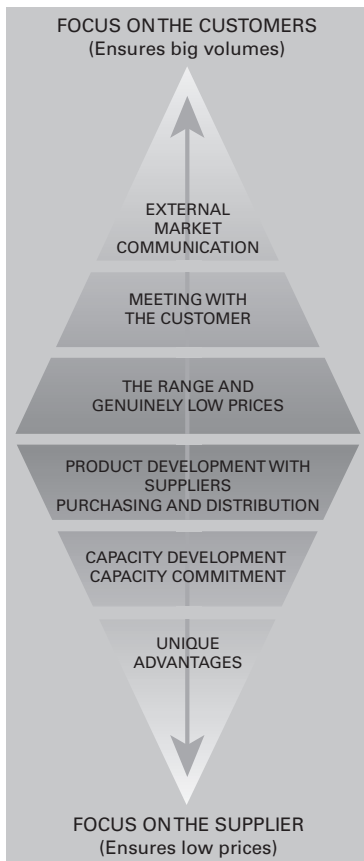 FOCUS ON THE CUSTOMERS
(Ensures big volumes)
EXTERNAL
MARKET
COMMUNICATION
MEETING WITH
THE CUSTOMER
THE RANGE AND
GENUINELY LOW PRICES
PRODUCT DEVELOPMENT WITH
SUPPLIERS
PURCHASING AND DISTRIBUTION
CAPACITY DEVELOPMENT
CAPACITY COMMITMENT
UNIQUE
ADVANTAGES
FOCUS ON THE SUPPLIER
(Ensures low prices)